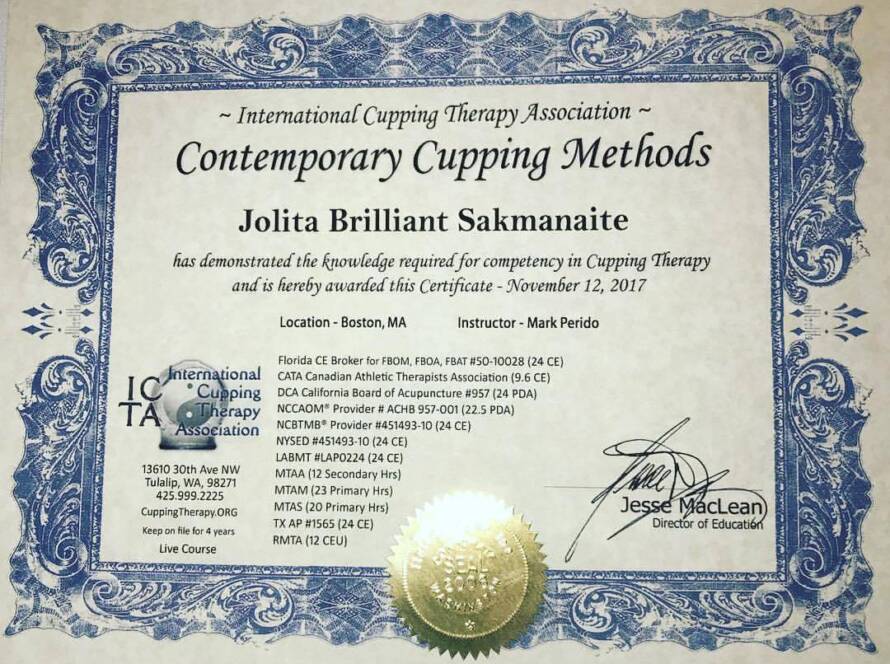 ~ International Cupping Therapy Association ~
Contemporary Cupping Methods
Jolita Brilliant Sakmanaite
has demonstrated the knowledge required for competency in Cupping Therapy
and is hereby awarded this Certificate - November 12, 2017
Location - Boston, MA Instructor - Mark Perido
Florida CE Broker for FBOM, FBOA, FBAT #50-10028 (24 CE)
CATA Canadian Athletic Therapists Association (9.6 CE)
DCA California Board of Acupuncture #957 (24 PDA)
NCCAOM® Provider # ACHB 957-001 (22.5 PDA)
NCBTMB® Provider #451493-10 (24 CE)
NYSED #451493-10 (24 CE)
LABMT #LAP0224 (24 CE)
MTAA (12 Secondary Hrs)
MTAM (23 Primary Hrs)
MTAS (20 Primary Hrs)
TX AP #1565 (24 CE)
RMTA (12 CEU)
IC
TA
International
Cupping
Therapy
Association
13610 30th Ave NW
Tulalip, WA, 98271
425.999.2225
CuppingTherapy.ORG
Keep on file for 4 years
Live Course
Jesse MacLean
Director of Education
SEAL